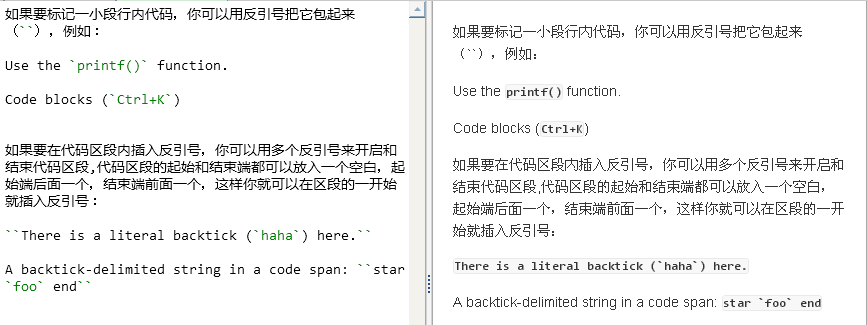 如果要标记一小段行内代码，你可以用反引号把它包起来
（``），例如：
Use the `printf()` function.
Code blocks (`Ctrl+K`)
如果要在代码区段内插入反引号，你可以用多个反引号来开启和
结束代码区段,代码区段的起始和结束端都可以放入一个空白，起
始端后面一个，结束端前面一个，这样你就可以在区段的一开始
就插入反引号：
``There is a literal backtick (`haha`) here.``
A backtick-delimited string in a code span: ``star
`foo` end``
如果要标记一小段行内代码，你可以用反引号把它包起来
（``），例如：
Use the printf() function.
Code blocks (Ctrl+K)
如果要在代码区段内插入反引号，你可以用多个反引号来开启和
结束代码区段,代码区段的起始和结束端都可以放入一个空白，
起始端后面一个，结束端前面一个，这样你就可以在区段的一开
始就插入反引号：
There is a literal backtick (`haha`) here.
A backtick-delimited string in a code span: star `foo` end